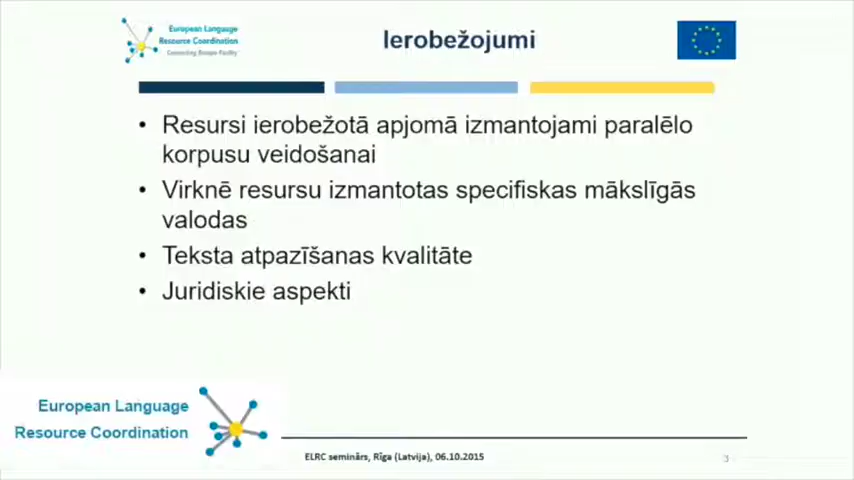 European Language
Resource Coordination
Connecting Europe Facility
Ierobežojumi
• Resursi ierobežotā apjomā izmantojami paralēlo
korpusu veidošanai
• Virknē resursu izmantotas specifiskas mākslīgās
valodas
• Teksta atpazīšanas kvalitāte
• Juridiskie aspekti
European Language
Resource Coordination
ELRC seminārs, Rīga (Latvija), 06.10.2015
3